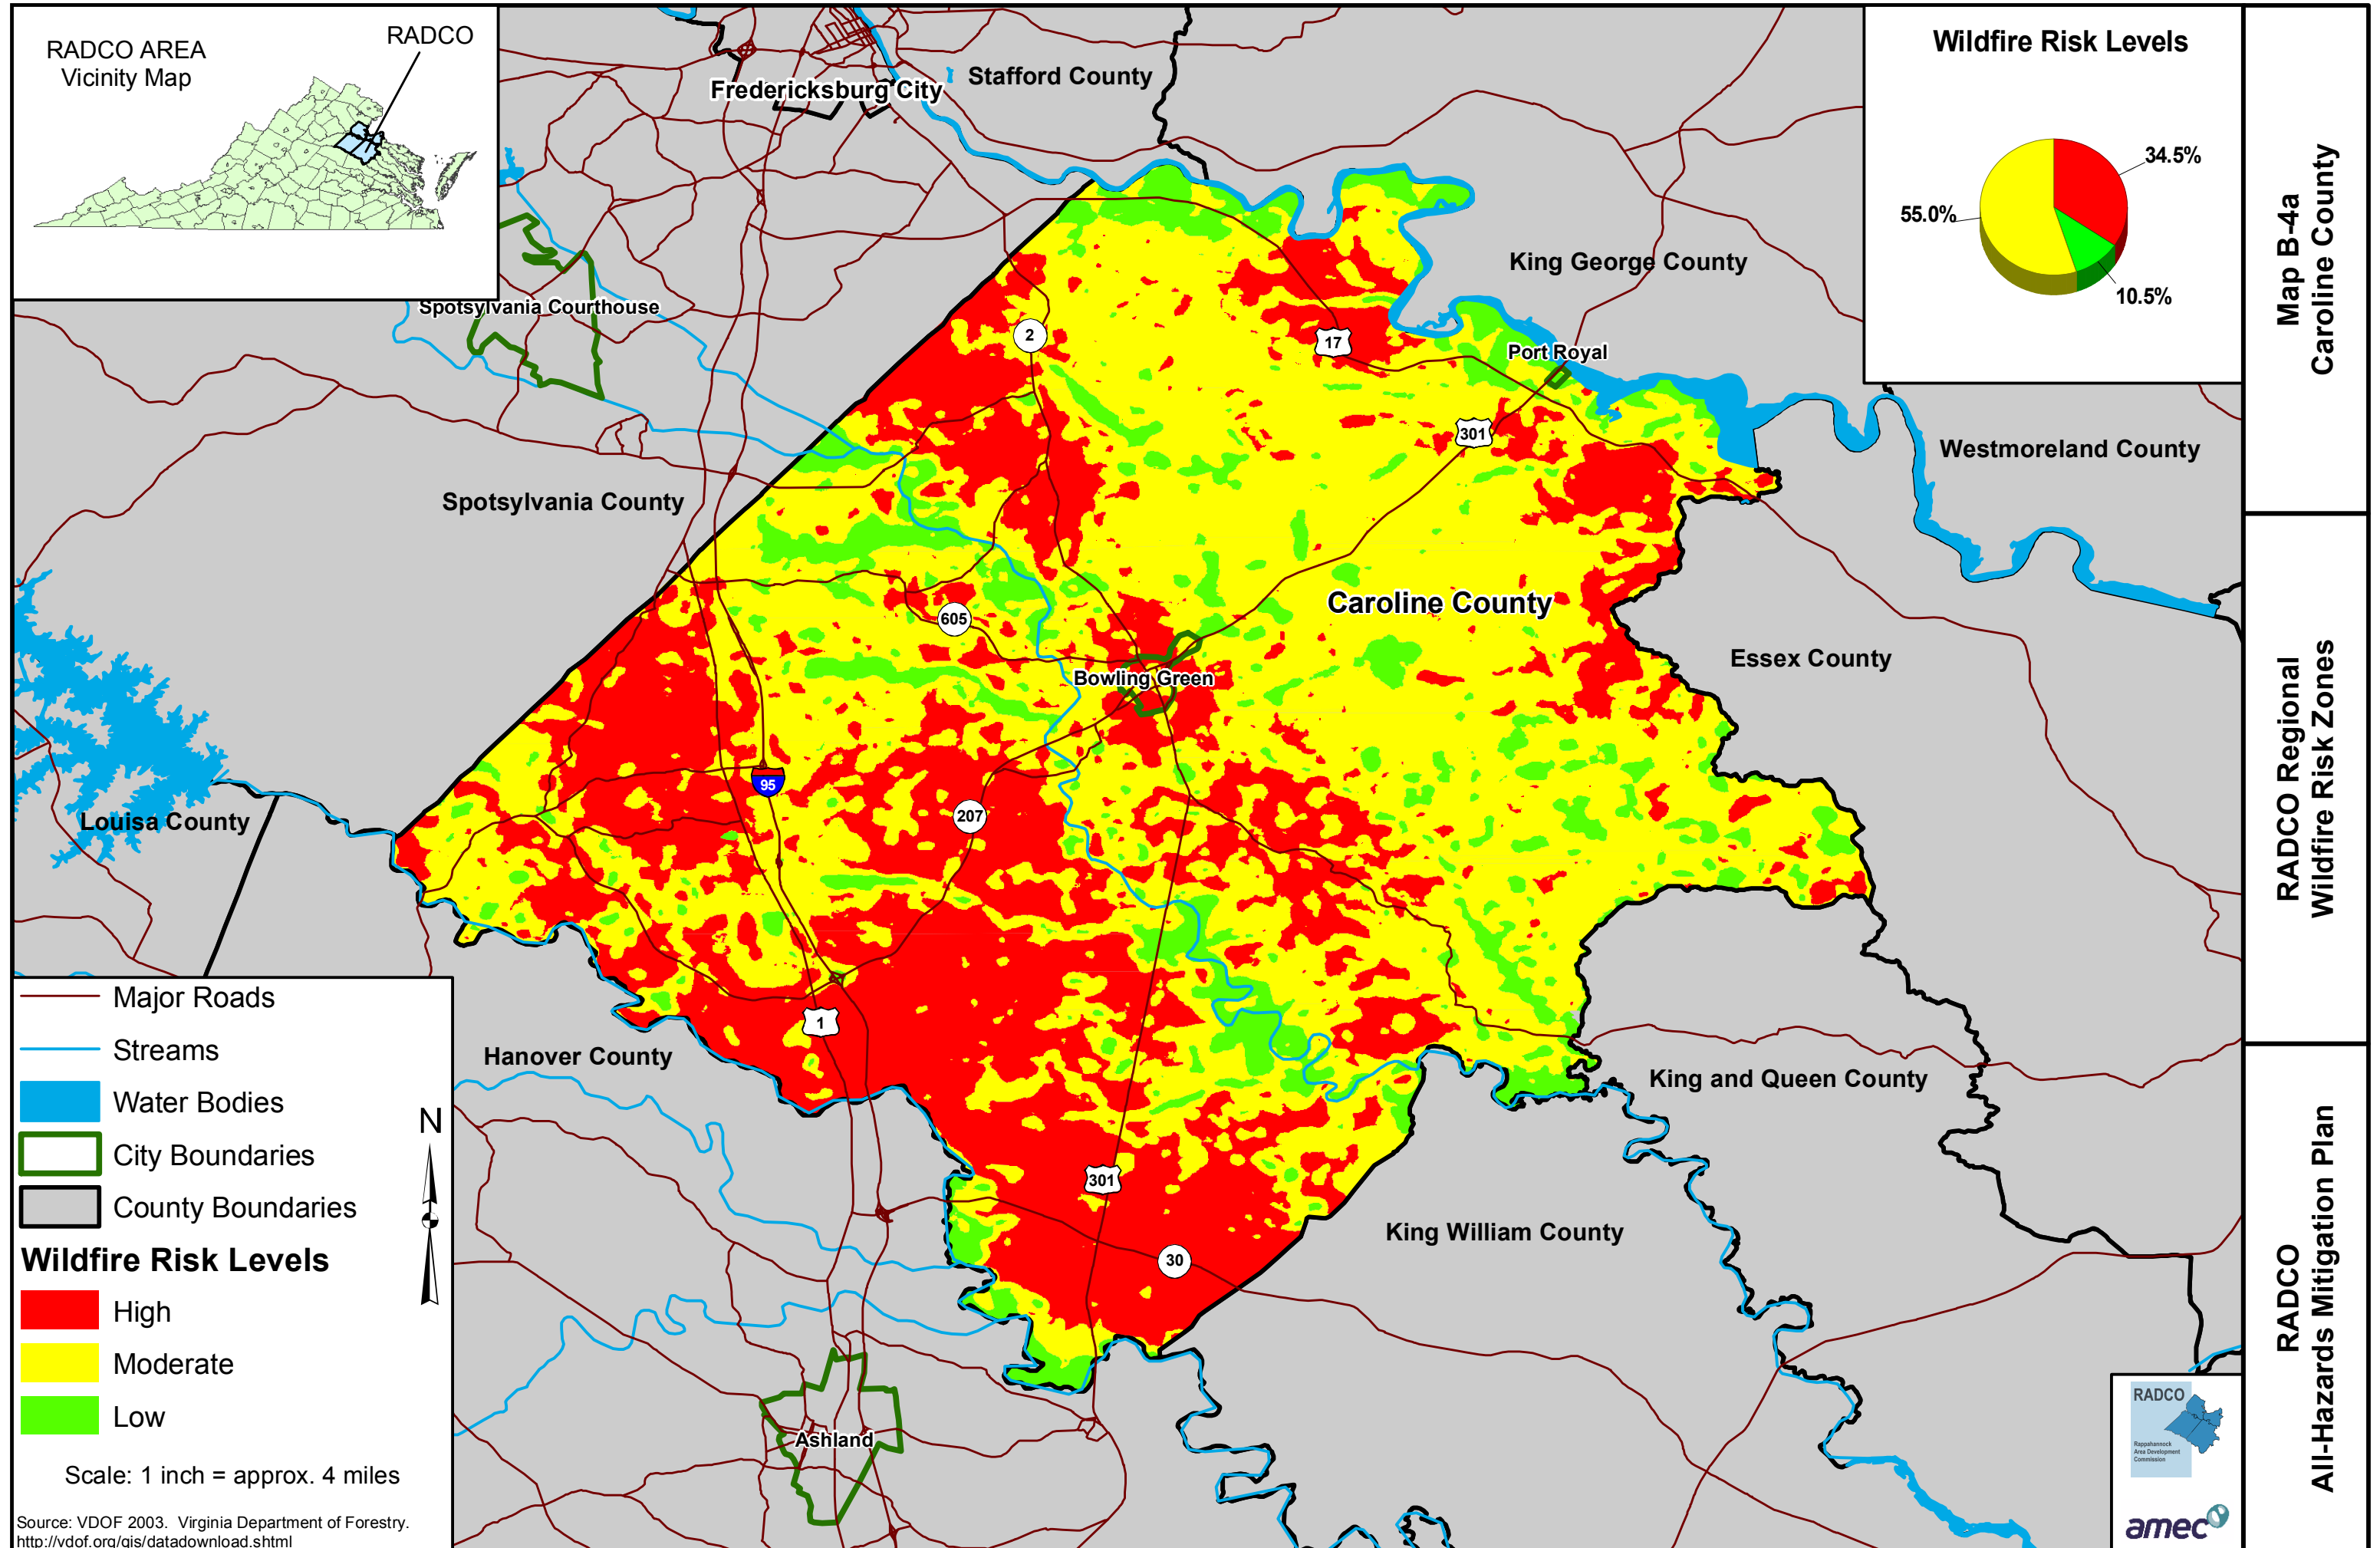 RADCO AREA
Vicinity Map
RADCO
Fredericksburg City
Stafford County
Wildfire Risk Levels
34.5%
55.0%
10.5%
Map B-4a
Caroline County
King George County
Spotsylvania Courthouse
2
17
Port Royal
301
Westmoreland County
Spotsylvania County
Caroline County
605
Essex County
Bowling Green
RADCO Regional
Wildfire Risk Zones
95
207
Louisa County
1
Hanover County
King and Queen County
301
King William County
30
Ashland
Major Roads
Streams
Water Bodies
City Boundaries
County Boundaries
N
Wildfire Risk Levels
High
Moderate
Low
Scale: 1 inch = approx. 4 miles
Source: VDOF 2003. Virginia Department of Forestry.
http://vdof.org/gis/datadownload.shtml
RADCO
All-Hazards Mitigation Plan
RADCO
Rappahannock
Area Development
Commission
amec